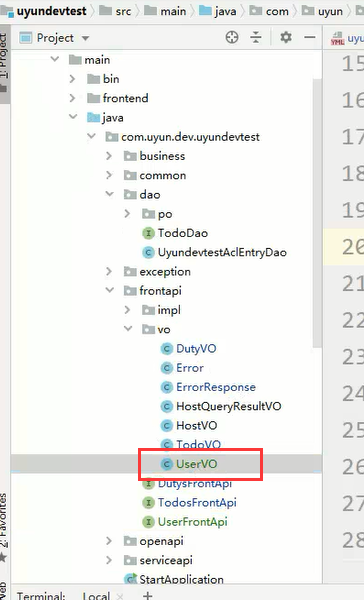 uyundevtest > src > main > java > com > uyun
Project
uyu
1: Project
main
bin
frontend
java
com.uyun.dev.uyundevtest
business
common
dao
po
TodoDao
UyundevtestAclEntryDao
exception
frontapi
impl
vo
DutyVO
Error
ErrorResponse
HostQueryResultVO
HostVO
TodoVO
UserVO
DutysFrontApi
TodosFrontApi
UserFrontApi
openapi
serviceapi
StartApplication
15
16
17
18
19
20
21
22
23
24
25
26
27
28
2: Favorites
Web
Terminal: Local +